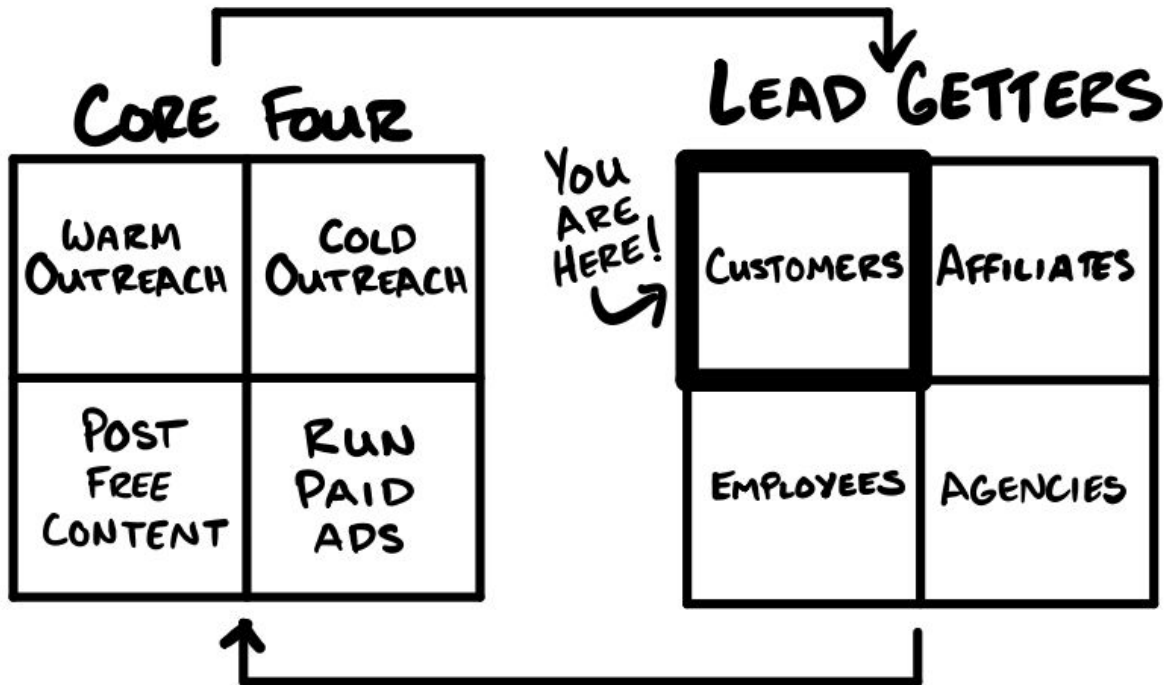 CORE FOUR
WARM
OUTREACH
COLD
OUTREACH
POST
FREE
CONTENT
RUN
PAID
ADS
LEAD GETTERS
YOU
ARE
HERE!
CUSTOMERS
AFFILIATES
EMPLOYEES
AGENCIES